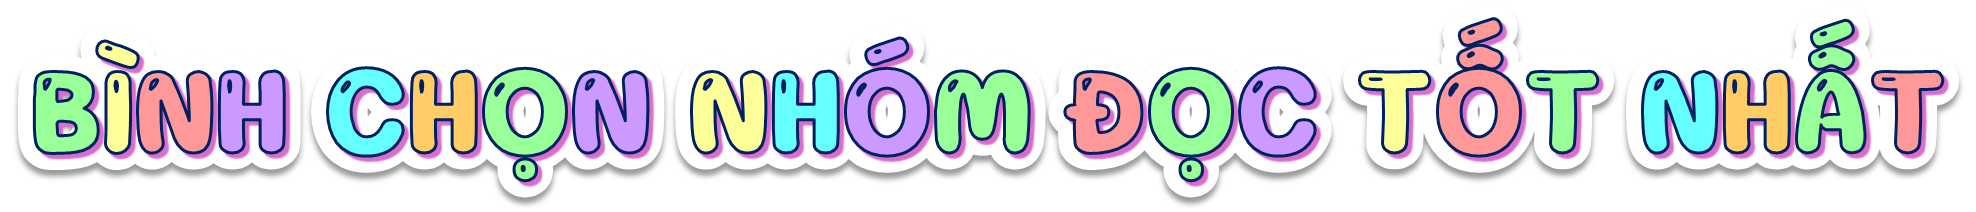 BÌNH CHỌN NHÓM ĐỌC TỐT NHẤT